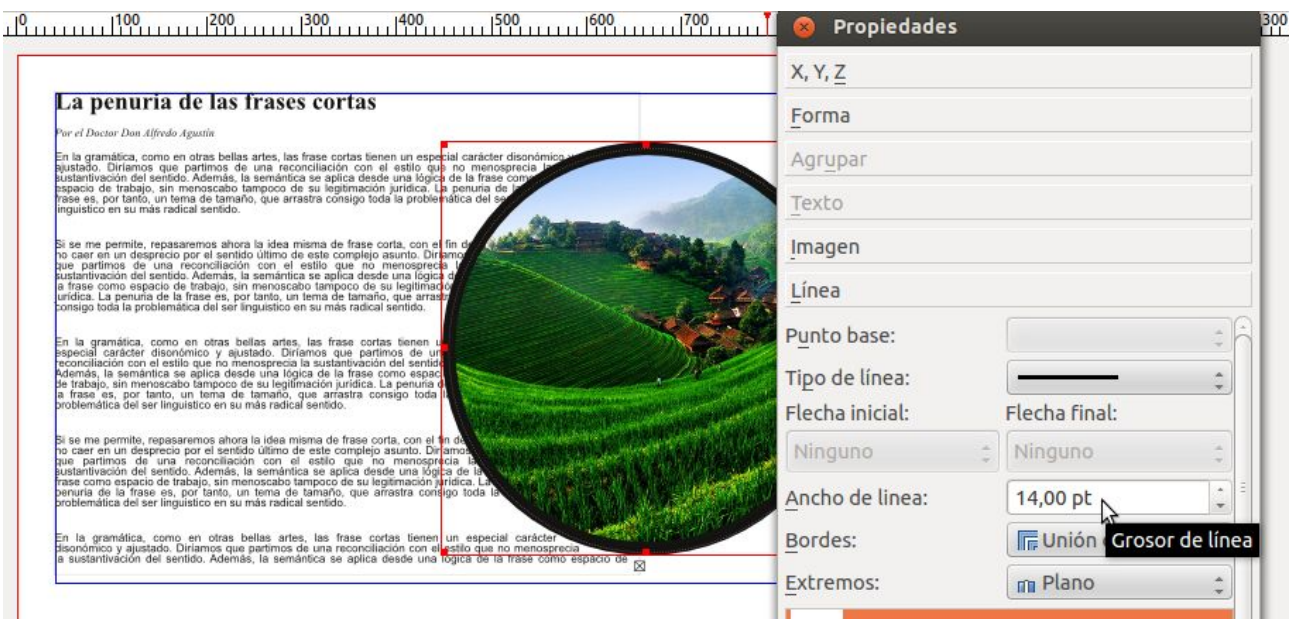 0 100 200 300 400 500 600 700 300
La penuria de las frases cortas
Por el Doctor Don Alfredo Agustín
En la gramática, como en otras bellas artes, las frase cortas tienen un especial carácter disonómico
ajustado. Diríamos que partimos de una reconciliación con el estilo que no menosprecia la
sustantivación del sentido. Además, la semántica se aplica desde una lógica de la frase como
espacio de trabajo, sin menoscabo tampoco de su legitimación jurídica. La penuria de
frase es, por tanto, un tema de tamaño, que arrastra consigo toda la problemática del
linguistico en su más radical sentido.
Si se me permite, repasaremos ahora la idea misma de frase corta, con el fin de
no caer en un desprecio por el sentido último de este complejo asunto.
que partimos de una reconciliación con el estilo que no menosprecia
sustantivación del sentido. Además, la semántica se aplica desde una lógica
la frase como espacio de trabajo, sin menoscabo tampoco de su
jurídica. La penuria de la frase es, por tanto, un tema de tamaño, que
consigo toda la problemática del ser linguistico en su más radical sentido.
En la gramática, como en otras bellas artes, las frase cortas tienen
especial carácter disonómico y ajustado. Diríamos que partimos de
reconciliación con el estilo que no menosprecia la sustantivación del
Además, la semántica se aplica desde una lógica de la frase como
de trabajo, sin menoscabo tampoco de su legitimación jurídica. La penuria
la frase es, por tanto, un tema de tamaño, que arrastra consigo toda
problemática del ser linguistico en su más radical sentido.
Si se me permite, repasaremos ahora la idea misma de frase corta, con el fin de
no caer en un desprecio por el sentido último de este complejo asunto.
que partimos de una reconciliación con el estilo que no menosprecia
sustantivación del sentido. Además, la semántica se aplica desde una lógica de
frase como espacio de trabajo, sin menoscabo tampoco de su legitimación jurídica. La
penuria de la frase es, por tanto, un tema de tamaño, que arrastra consigo toda la
problemática del ser linguistico en su más radical sentido.
En la gramática, como en otras bellas artes, las frase cortas tienen un especial carácter
disonómico y ajustado. Diríamos que partimos de una reconciliación con el estilo que no menosprecia
la sustantivación del sentido. Además, la semántica se aplica desde una lógica de la frase como espacio de
Propiedades
X, Y, Z
Forma
Agrupar
Texto
Imagen
Línea
Punto base:
Tipo de línea:
Flecha inicial: Flecha final:
Ninguno Ninguno
Ancho de linea: 14,00 pt
Bordes: Unión
Grosor de línea
Extremos: Plano